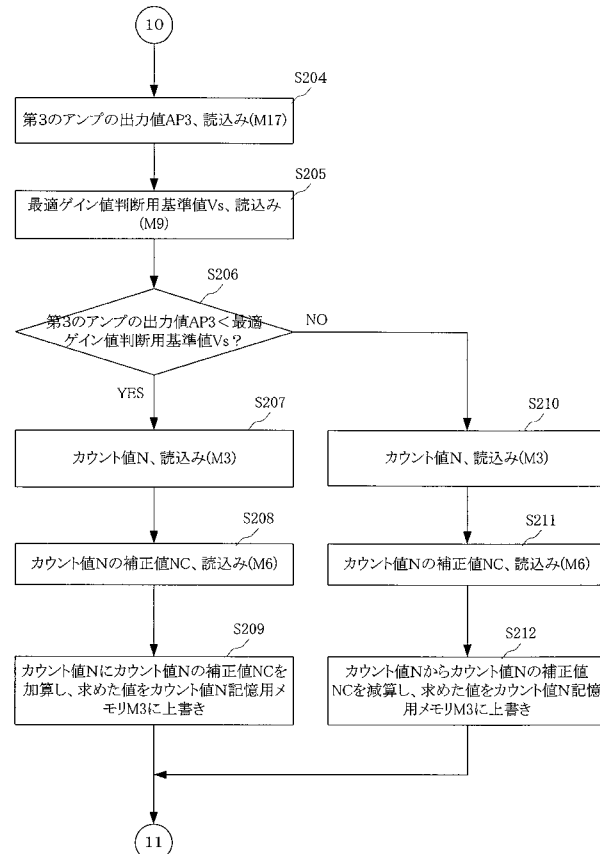 10
S204
第3のアンプの出力値AP3、読込み(M17)
S205
最適ゲイン値判断用基準値Vs、読込み
(M9)
S206
第3のアンプの出力値AP3＜最適
ゲイン値判断用基準値Vs？
NO
YES
S207
カウント値N、読込み(M3)
S210
カウント値N、読込み(M3)
S208
カウント値Nの補正値NC、読込み(M6)
S211
カウント値Nの補正値NC、読込み(M6)
S209
カウント値Nにカウント値Nの補正値NCを
加算し、求めた値をカウント値N記憶用メ
モリM3に上書き
S212
カウント値Nからカウント値Nの補正値
NCを減算し、求めた値をカウント値N記憶
用メモリM3に上書き
11